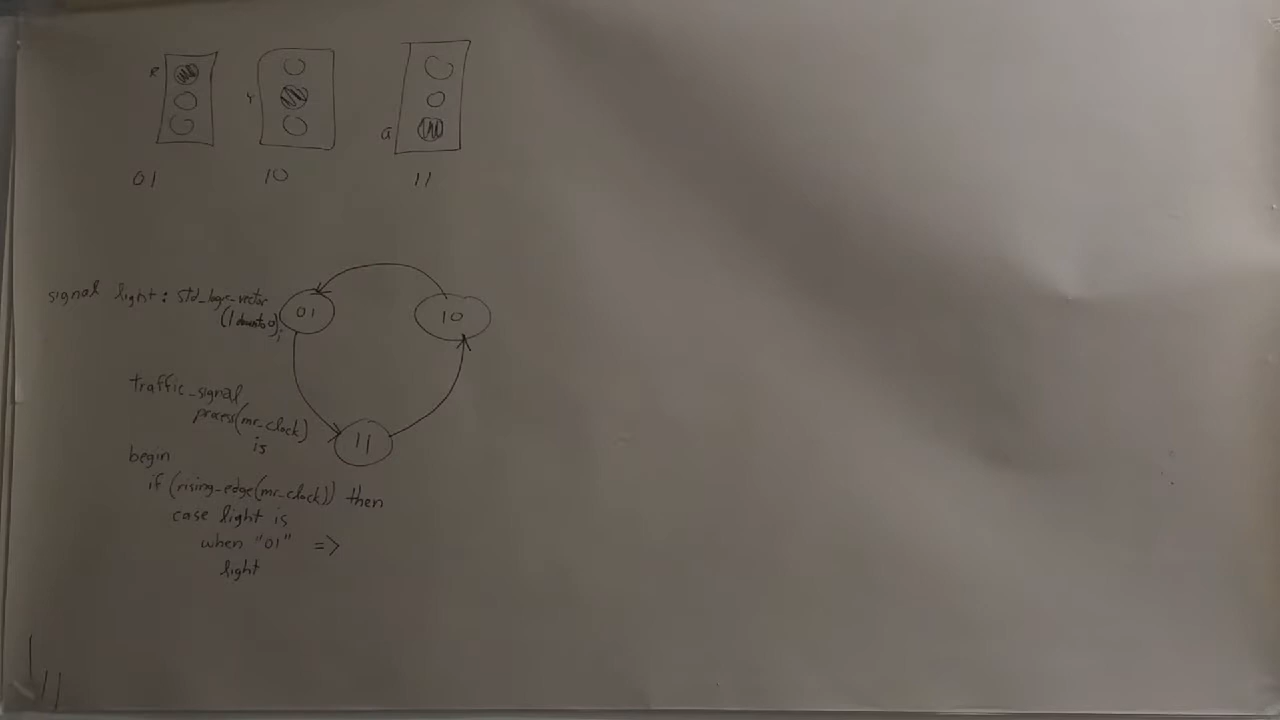 R
Y
G
01 10 11
signal light : std_logic_vector
(1 downto 0);
01 10
traffic_signal
process(mr_clock)
is
11
begin
if (rising_edge(mr_clock)) then
case light is
when "01" =>
light